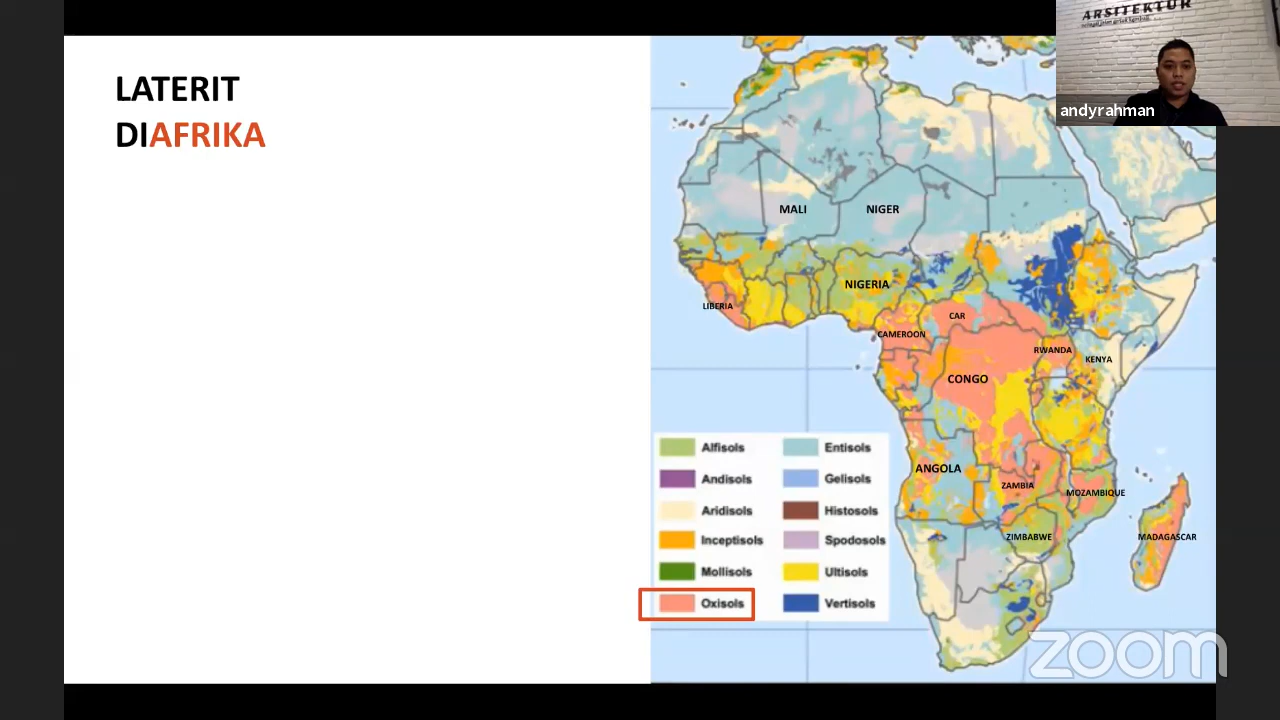 LATERIT
DIAFRIKA
ARSITEKTUR
andyrahman
MALI
NIGER
NIGERIA
LIBERIA
CAMEROON
CAR
RWANDA
KENYA
CONGO
ANGOLA
ZAMBIA
MOZAMBIQUE
ZIMBABWE
MADAGASCAR
Alfisols
Entisols
Andisols
Gelisols
Aridisols
Histosols
Inceptisols
Spodosols
Mollisols
Ultisols
Oxisols
Vertisols
zoom